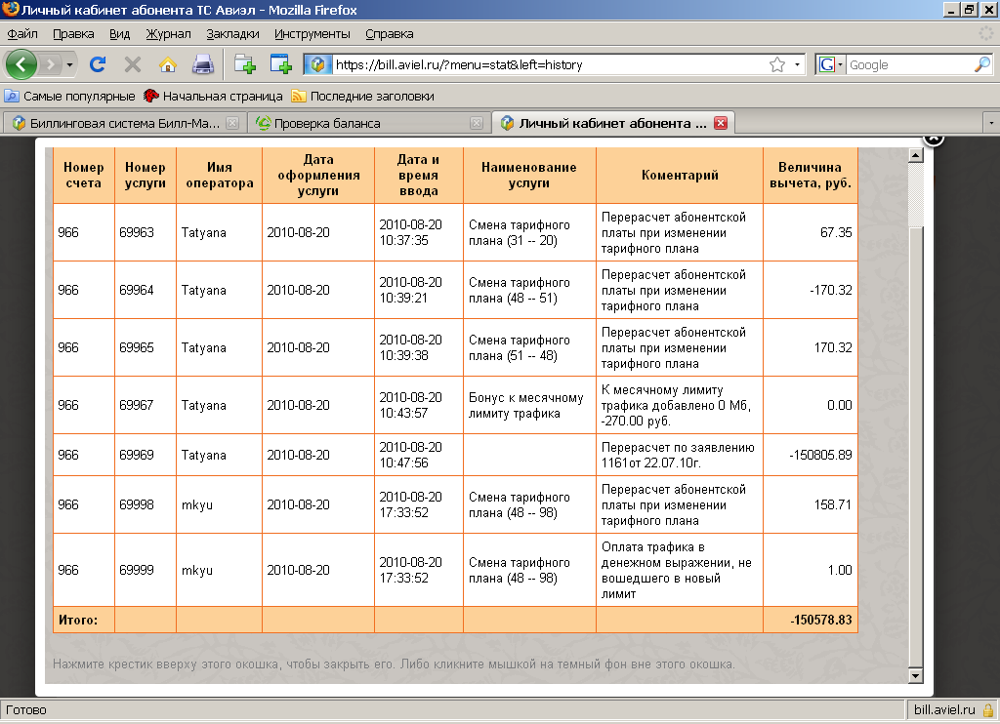 Личный кабинет абонента ТС Авиэл - Mozilla Firefox
Файл Правка Вид Журнал Закладки Инструменты Справка
https://bill.aviel.ru/?menu=stat&left=history
Google
Самые популярные Начальная страница Последние заголовки
Биллинговая система Билл-Ма... Проверка баланса Личный кабинет абонента ...
Номер счета Номер услуги Имя оператора Дата оформления услуги Дата и время ввода Наименование услуги Коментарий Величина вычета, руб.
966 69963 Tatyana 2010-08-20 2010-08-20 10:37:35 Смена тарифного плана (31 -- 20) Перерасчет абонентской платы при изменении тарифного плана 67.35
966 69964 Tatyana 2010-08-20 2010-08-20 10:39:21 Смена тарифного плана (48 -- 51) Перерасчет абонентской платы при изменении тарифного плана -170.32
966 69965 Tatyana 2010-08-20 2010-08-20 10:39:38 Смена тарифного плана (51 -- 48) Перерасчет абонентской платы при изменении тарифного плана 170.32
966 69967 Tatyana 2010-08-20 2010-08-20 10:43:57 Бонус к месячному лимиту трафика К месячному лимиту трафика добавлено 0 Мб, -270.00 руб. 0.00
966 69969 Tatyana 2010-08-20 2010-08-20 10:47:56 Перерасчет по заявлению 1161от 22.07.10г. -150805.89
966 69998 mkyu 2010-08-20 2010-08-20 17:33:52 Смена тарифного плана (48 -- 98) Перерасчет абонентской платы при изменении тарифного плана 158.71
966 69999 mkyu 2010-08-20 2010-08-20 17:33:52 Смена тарифного плана (48 -- 98) Оплата трафика в денежном выражении, не вошедшего в новый лимит 1.00
Итого: -150578.83
Нажмите крестик вверху этого окошка, чтобы закрыть его. Либо кликните мышкой на темный фон вне этого окошка.
Готово
bill.aviel.ru